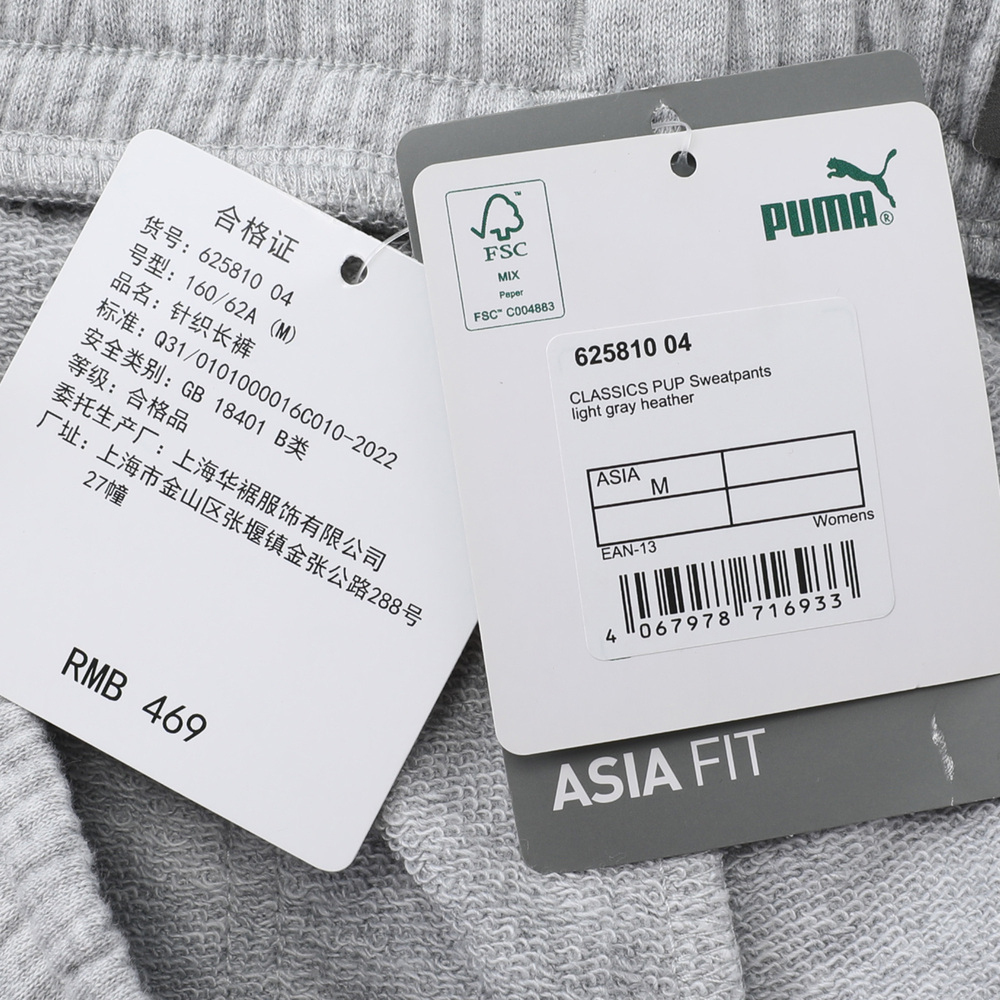 合格证
货号: 625810 04
号型: 160/62A (M)
品名: 针织长裤
标准: Q31/0101000016C010-2022
安全类别: GB 18401 B类
等级: 合格品
委托生产厂: 上海华裾服饰有限公司
厂址: 上海市金山区张堰镇金张公路288号
27幢
RMB 469
FSC™
MIX
Paper
FSC™ C004883
PUMA®
625810 04
CLASSICS PUP Sweatpants
light gray heather
ASIA M
Womens
EAN-13
4 067978 716933
ASIA FIT